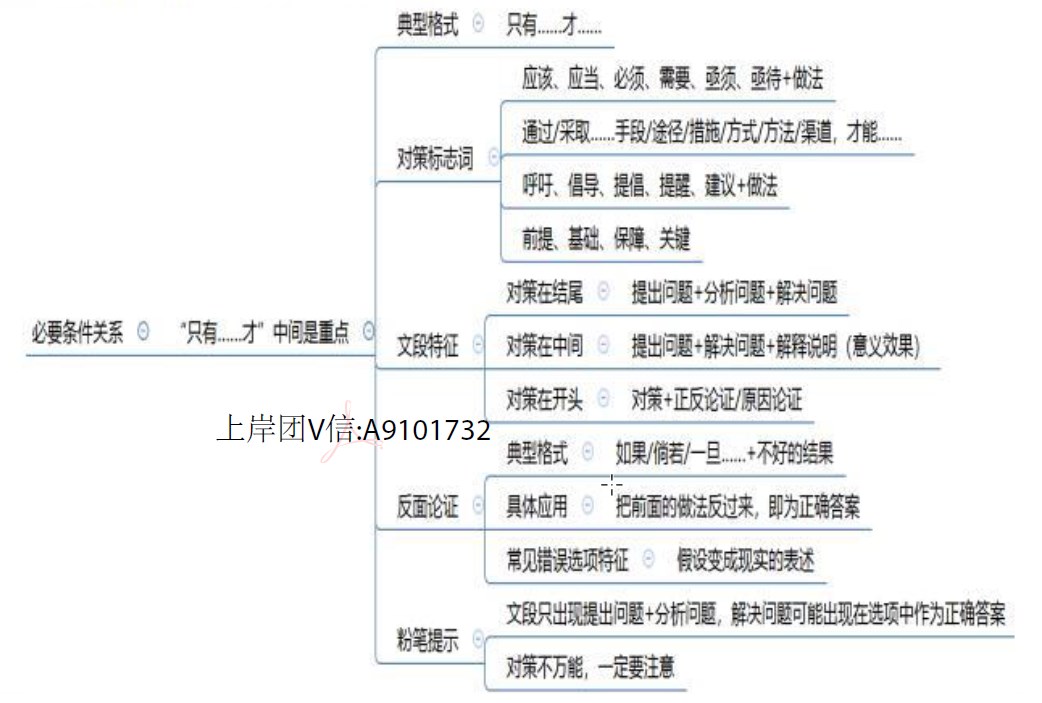 典型格式 只有......才......
应该、应当、必须、需要、亟须、亟待+做法
通过/采取......手段/途径/措施/方式/方法/渠道，才能......
对策标志词
呼吁、倡导、提倡、提醒、建议+做法
前提、基础、保障、关键
对策在结尾 提出问题+分析问题+解决问题
必要条件关系 “只有......才”中间是重点
文段特征 对策在中间 提出问题+解决问题+解释说明（意义效果）
对策在开头 对策+正反论证/原因论证
上岸团V信:A9101732
典型格式 如果/倘若/一旦......+不好的结果
反面论证 具体应用 把前面的做法反过来，即为正确答案
常见错误选项特征 假设变成现实的表述
文段只出现提出问题+分析问题，解决问题可能出现在选项中作为正确答案
粉笔提示
对策不万能，一定要注意